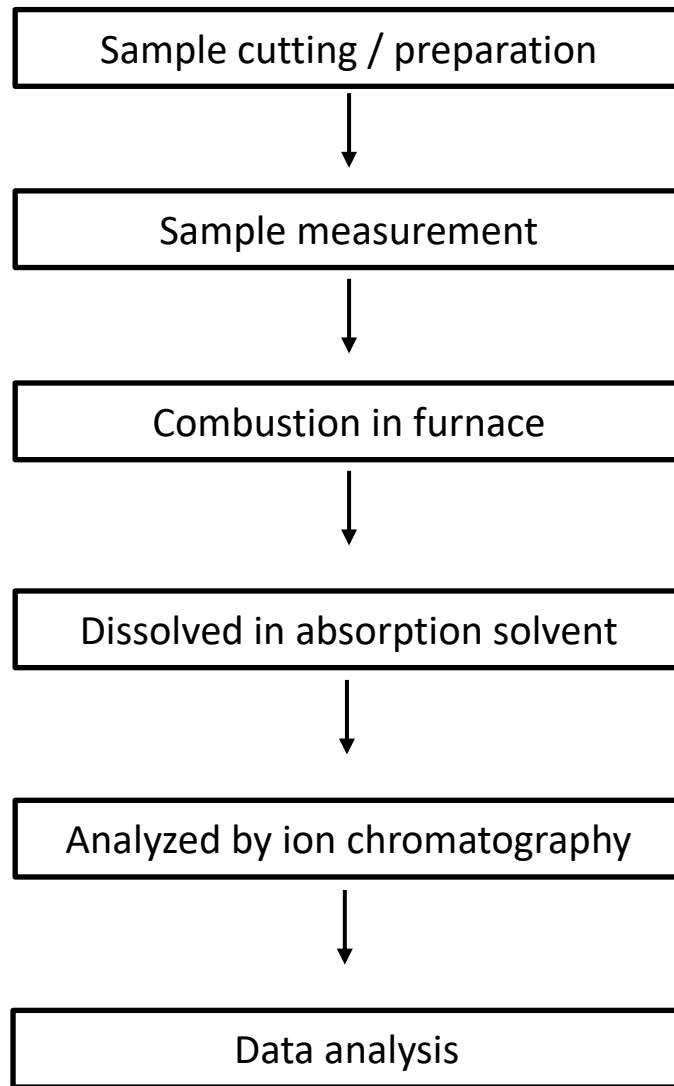 Sample cutting / preparation
Sample measurement
Combustion in furnace
Dissolved in absorption solvent
Analyzed by ion chromatography
Data analysis